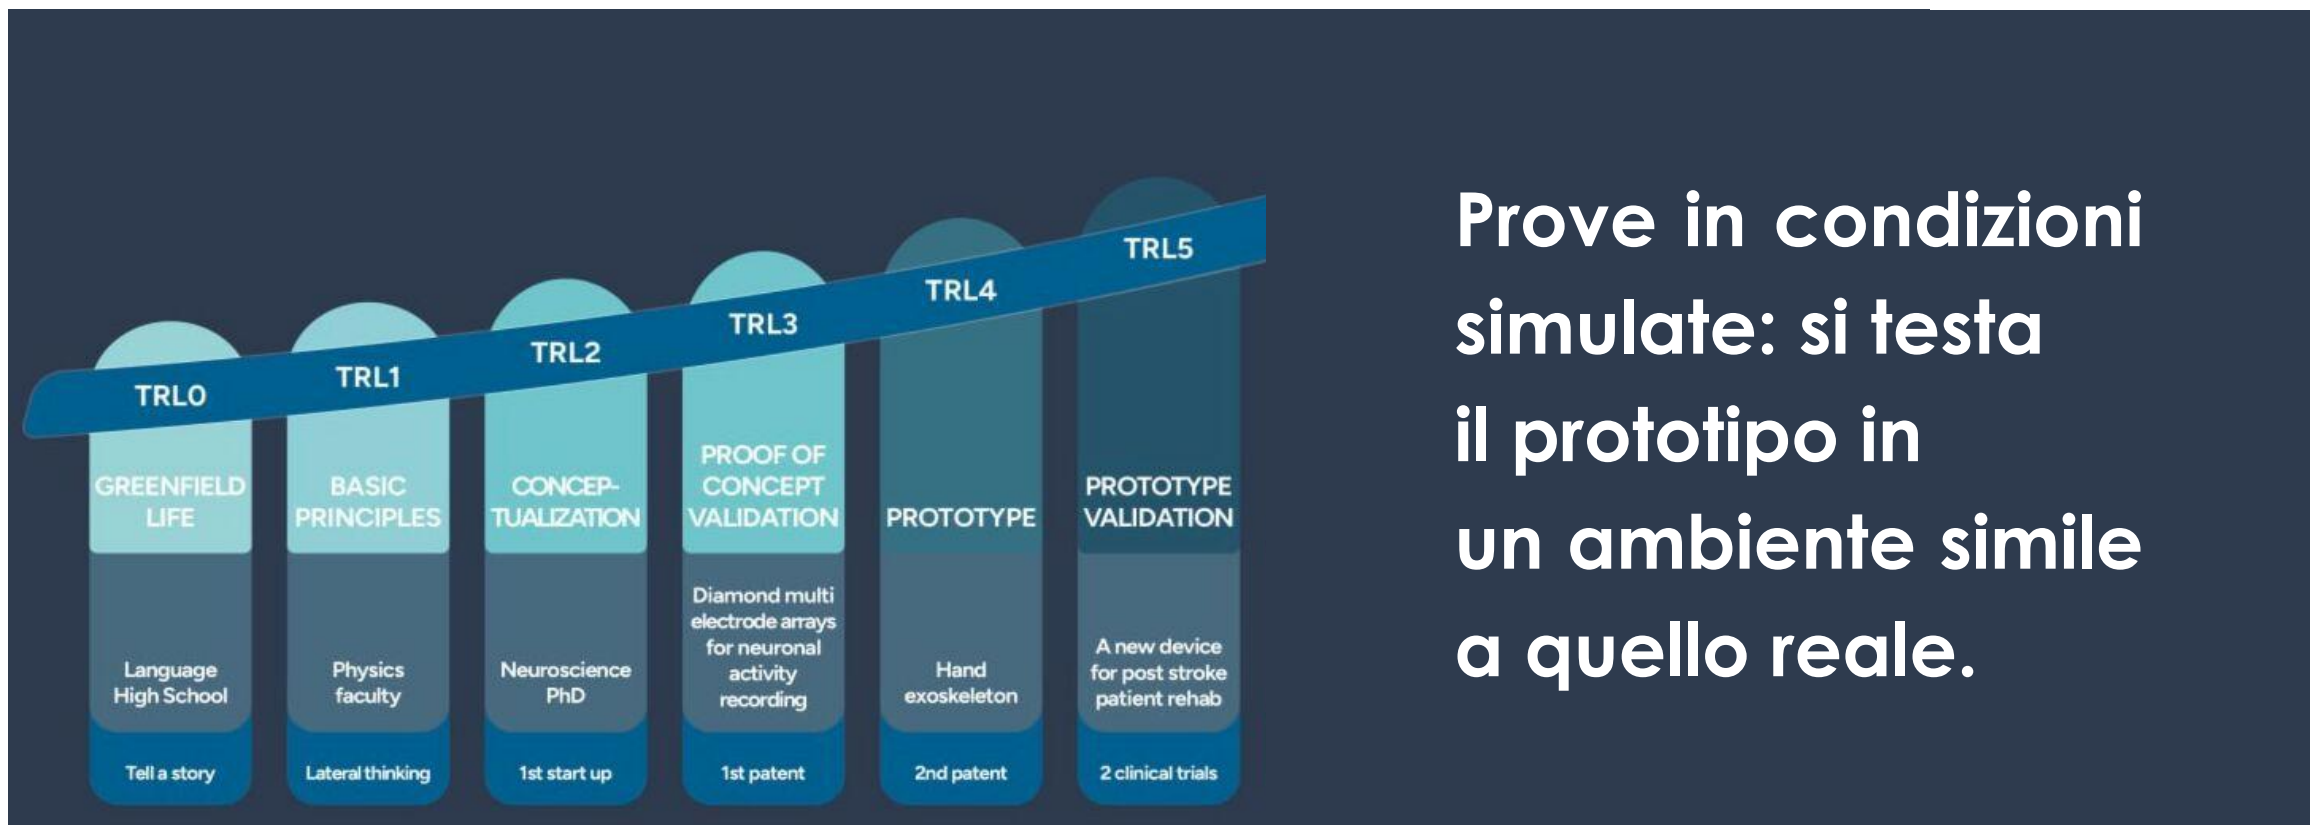 TRL0
GREENFIELD
LIFE
Language
High School
Tell a story
TRL1
BASIC
PRINCIPLES
Physics
faculty
Lateral thinking
TRL2
CONCEP-
TUALIZATION
Neuroscience
PhD
1st start up
TRL3
PROOF OF
CONCEPT
VALIDATION
Diamond multi
electrode arrays
for neuronal
activity
recording
1st patent
TRL4
PROTOTYPE
Hand
exoskeleton
2nd patent
TRL5
PROTOTYPE
VALIDATION
A new device
for post stroke
patient rehab
2 clinical trials
Prove in condizioni
simulate: si testa
il prototipo in
un ambiente simile
a quello reale.